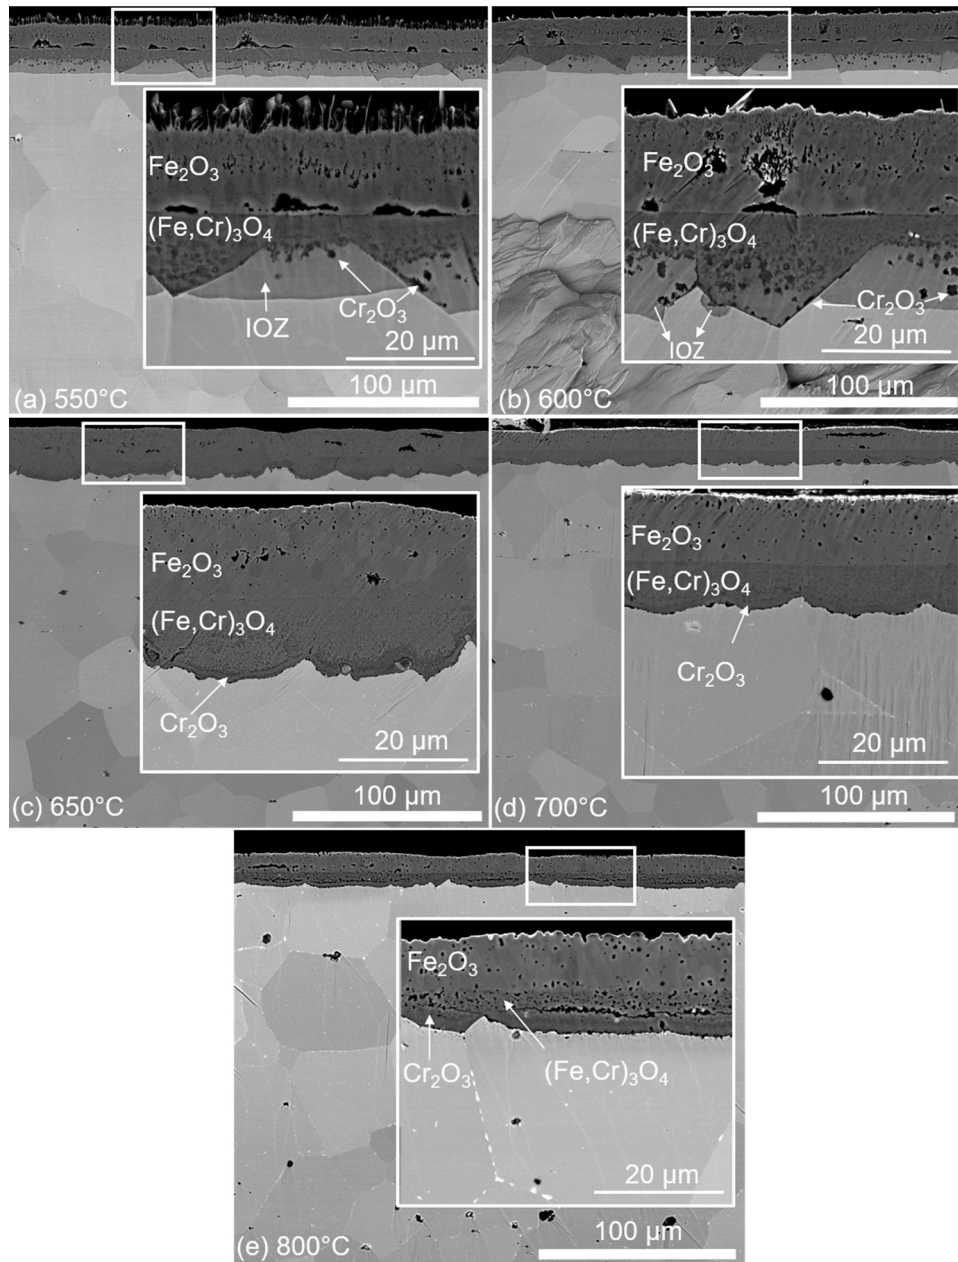 Fe₂O₃
(Fe,Cr)₃O₄
Cr₂O₃
IOZ
20 µm
100 µm
(a) 550°C
Fe₂O₃
(Fe,Cr)₃O₄
Cr₂O₃
IOZ
20 µm
100 µm
(b) 600°C
Fe₂O₃
(Fe,Cr)₃O₄
Cr₂O₃
20 µm
100 µm
(c) 650°C
Fe₂O₃
(Fe,Cr)₃O₄
Cr₂O₃
20 µm
100 µm
(d) 700°C
Fe₂O₃
Cr₂O₃
(Fe,Cr)₃O₄
20 µm
100 µm
(e) 800°C